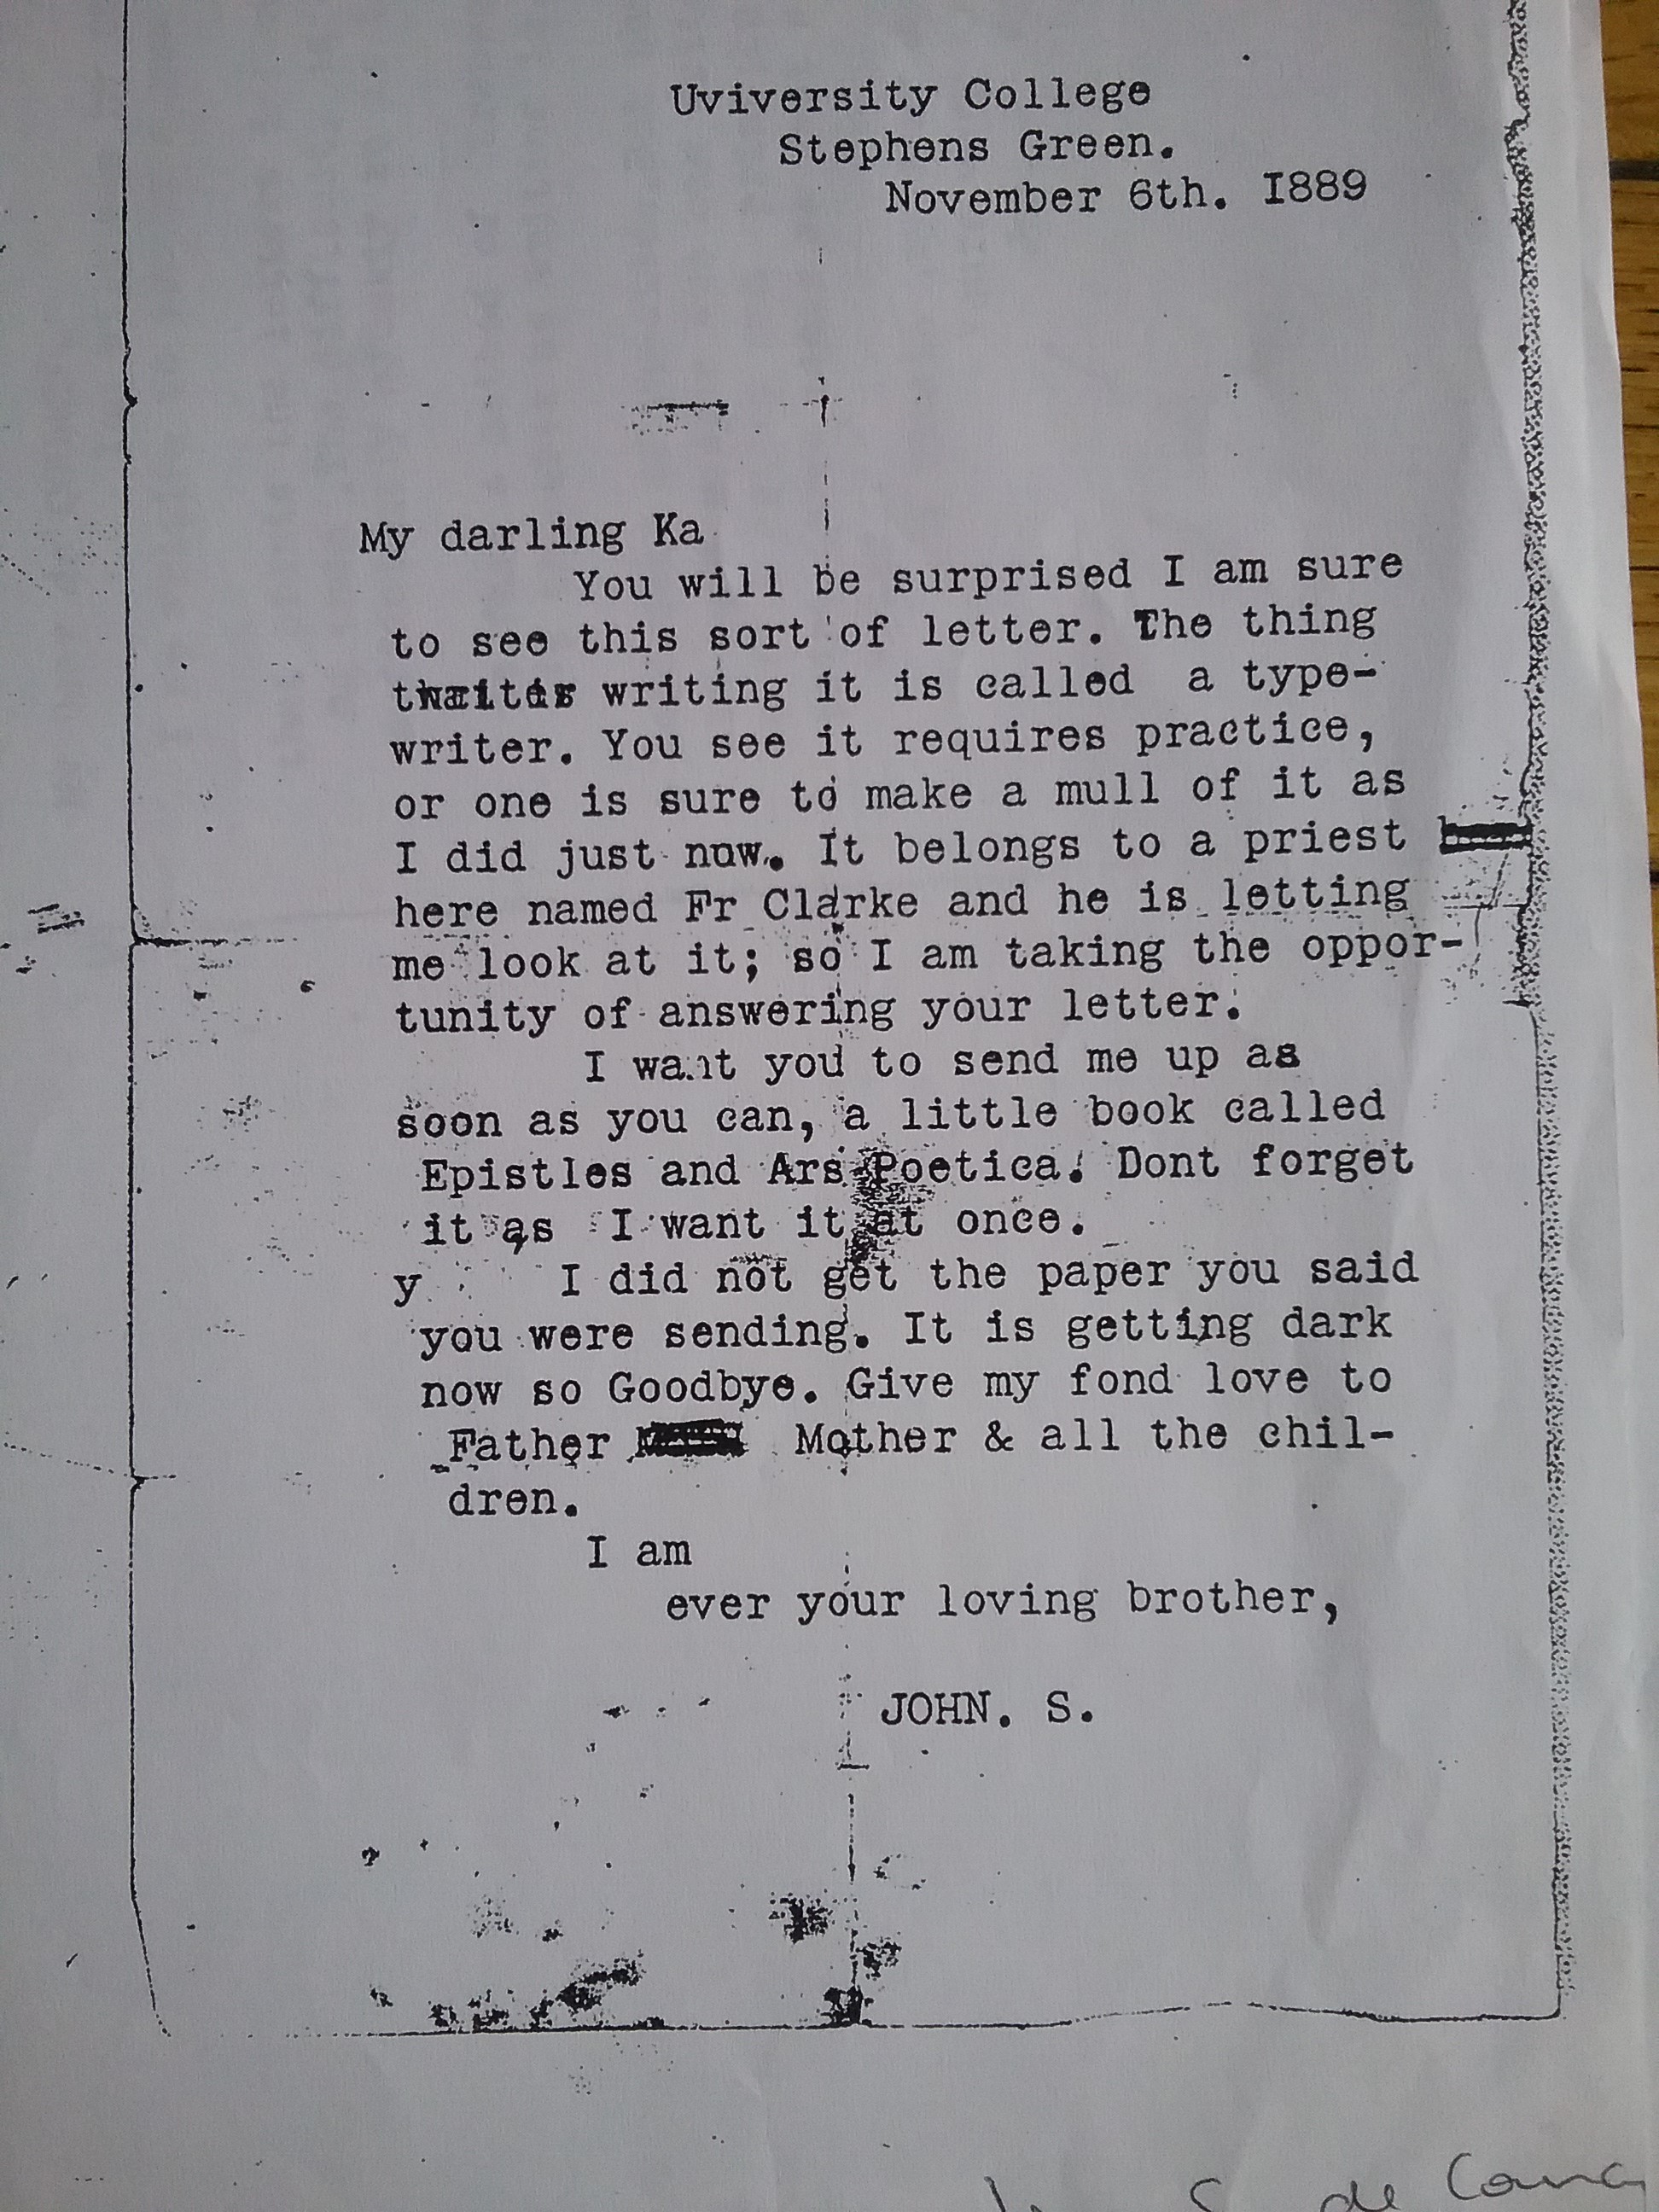 Uviversity College
Stephens Green.
November 6th. I889
My darling Ka
You will be surprised I am sure
to see this sort of letter. The thing
writing it is called a type-
writer. You see it requires practice,
or one is sure to make a mull of it as
I did just nuw. It belongs to a priest
here named Fr Clarke and he is letting
me look at it; so I am taking the oppor-
tunity of answering your letter.
I want you to send me up as
soon as you can, a little book called
Epistles and Ars Poetica. Dont forget
it as I want it at once.
y I did not get the paper you said
you were sending. It is getting dark
now so Goodbye. Give my fond love to
Father Mother & all the chil-
dren.
I am
ever your loving brother,
JOHN. S.
S. de